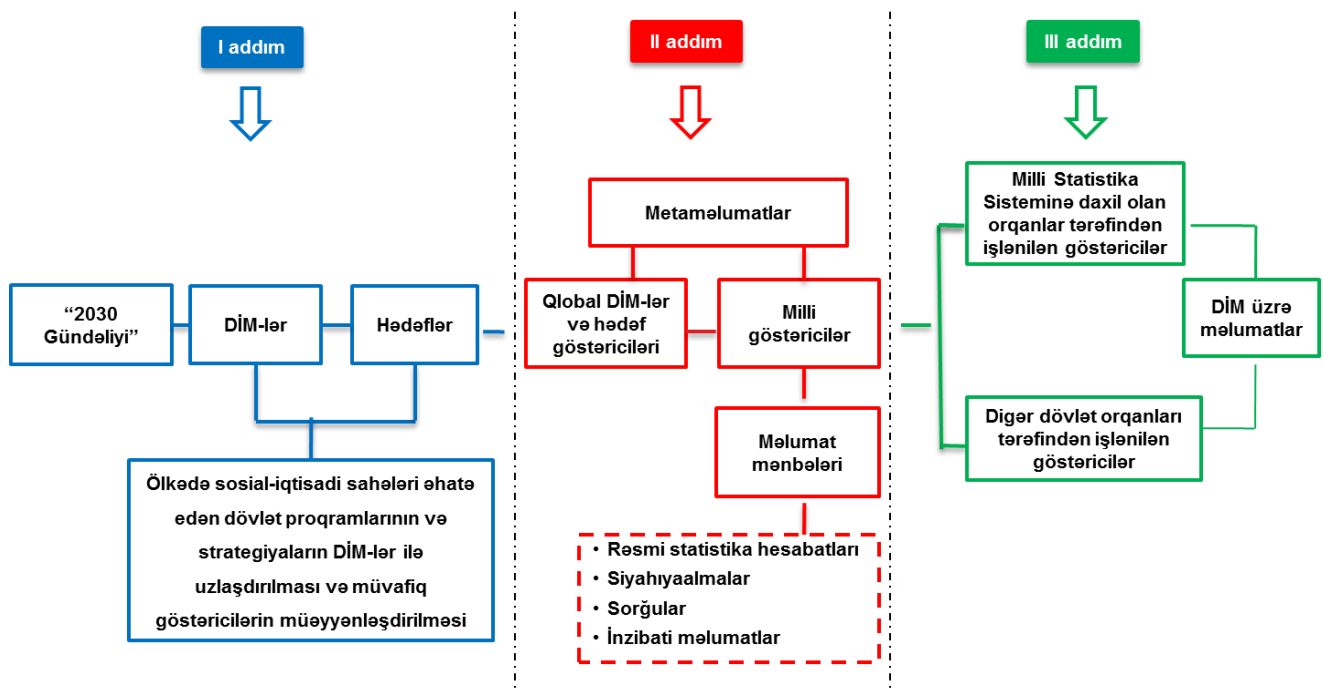 I addım
“2030
Gündəliyi”
DİM-lər
Hədəflər
Ölkədə sosial-iqtisadi sahələri əhatə
edən dövlət proqramlarının və
strategiyaların DİM-lər ilə
uzlaşdırılması və müvafiq
göstəricilərin müəyyənləşdirilməsi
II addım
Metaməlumatlar
Qlobal DİM-lər
və hədəf
göstəriciləri
Milli
göstəricilər
Məlumat
mənbələri
• Rəsmi statistika hesabatları
• Siyahıyaalmalar
• Sorğular
• İnzibati məlumatlar
III addım
Milli Statistika
Sisteminə daxil olan
orqanlar tərəfindən
işlənilən göstəricilər
DİM üzrə
məlumatlar
Digər dövlət orqanları
tərəfindən işlənilən
göstəricilər